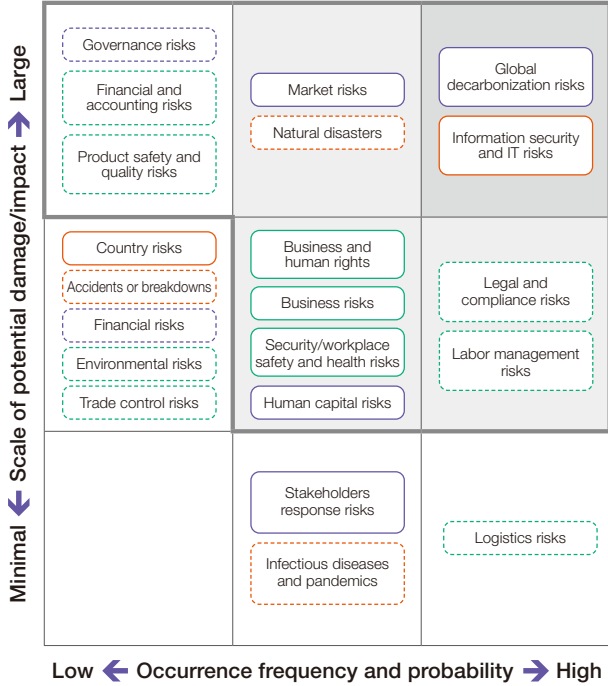 Minimal ← Scale of potential damage/impact → Large
Governance risks
Financial and
accounting risks
Product safety and
quality risks
Market risks
Natural disasters
Global
decarbonization risks
Information security
and IT risks
Country risks
Accidents or breakdowns
Financial risks
Environmental risks
Trade control risks
Business and
human rights
Business risks
Security/workplace
safety and health risks
Human capital risks
Legal and
compliance risks
Labor management
risks
Stakeholders
response risks
Infectious diseases
and pandemics
Logistics risks
Low ← Occurrence frequency and probability → High